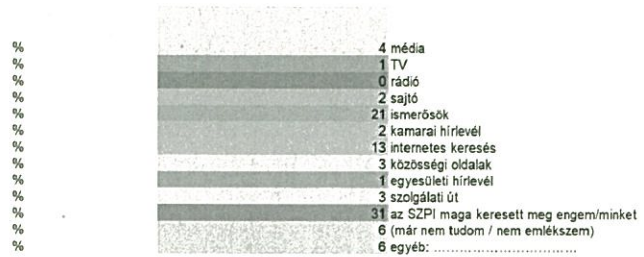 % 4 média
% 1 TV
% 0 rádió
% 2 sajtó
% 21 ismerősök
% 2 kamarai hírlevél
% 13 internetes keresés
% 3 közösségi oldalak
% 1 egyesületi hírlevél
% 3 szolgálati út
% 31 az SZPI maga keresett meg engem/minket
% 6 (már nem tudom / nem emlékszem)
% 6 egyéb: ................................